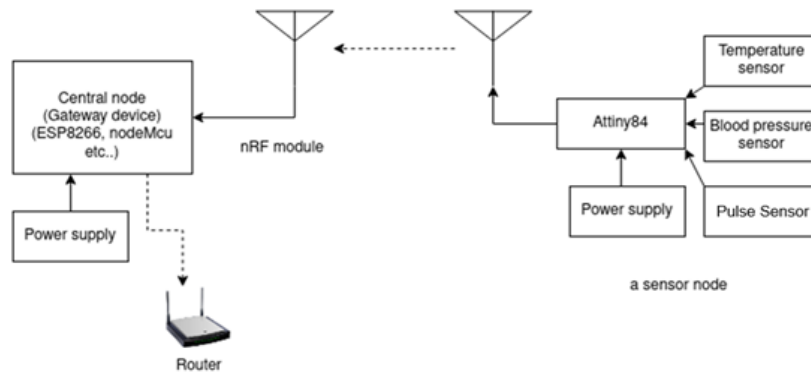 Central node
(Gateway device)
(ESP8266, nodeMcu
etc..)
nRF module
Power supply
Router
Attiny84
Temperature
sensor
Blood pressure
sensor
Pulse Sensor
Power supply
a sensor node